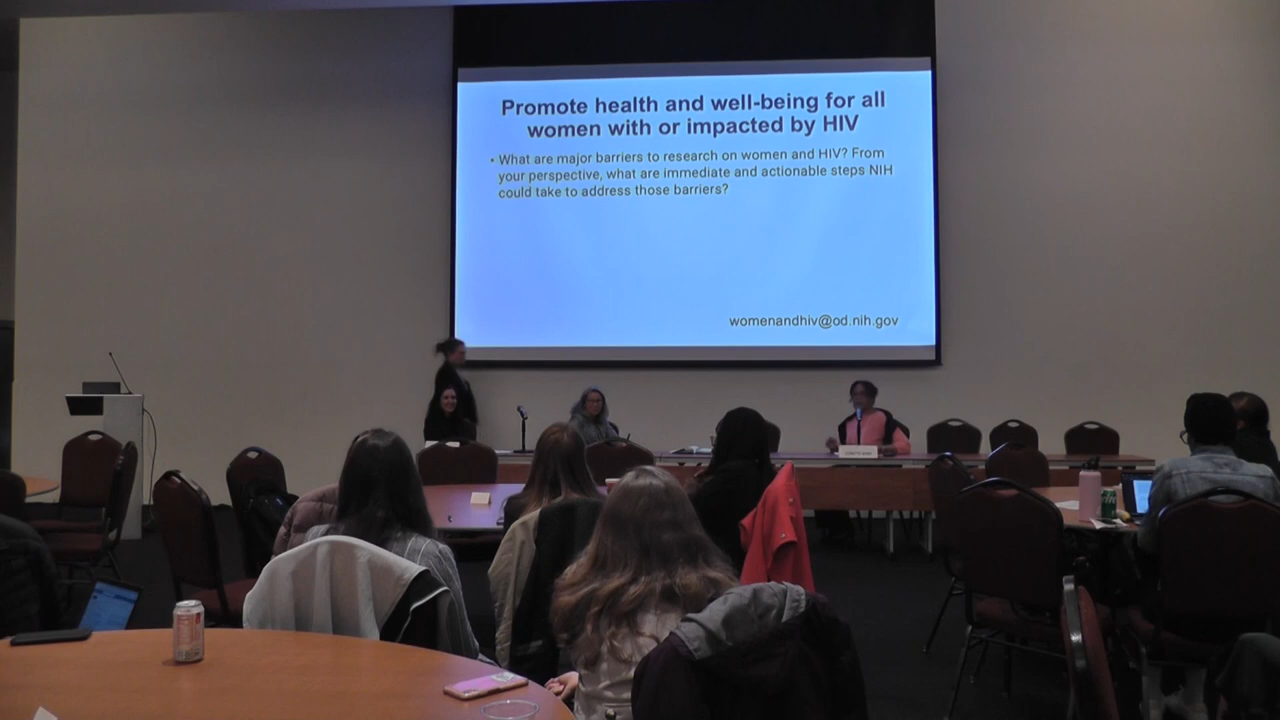 Promote health and well-being for all
women with or impacted by HIV
• What are major barriers to research on women and HIV? From
your perspective, what are immediate and actionable steps NIH
could take to address those barriers?
womenandhiv@od.nih.gov